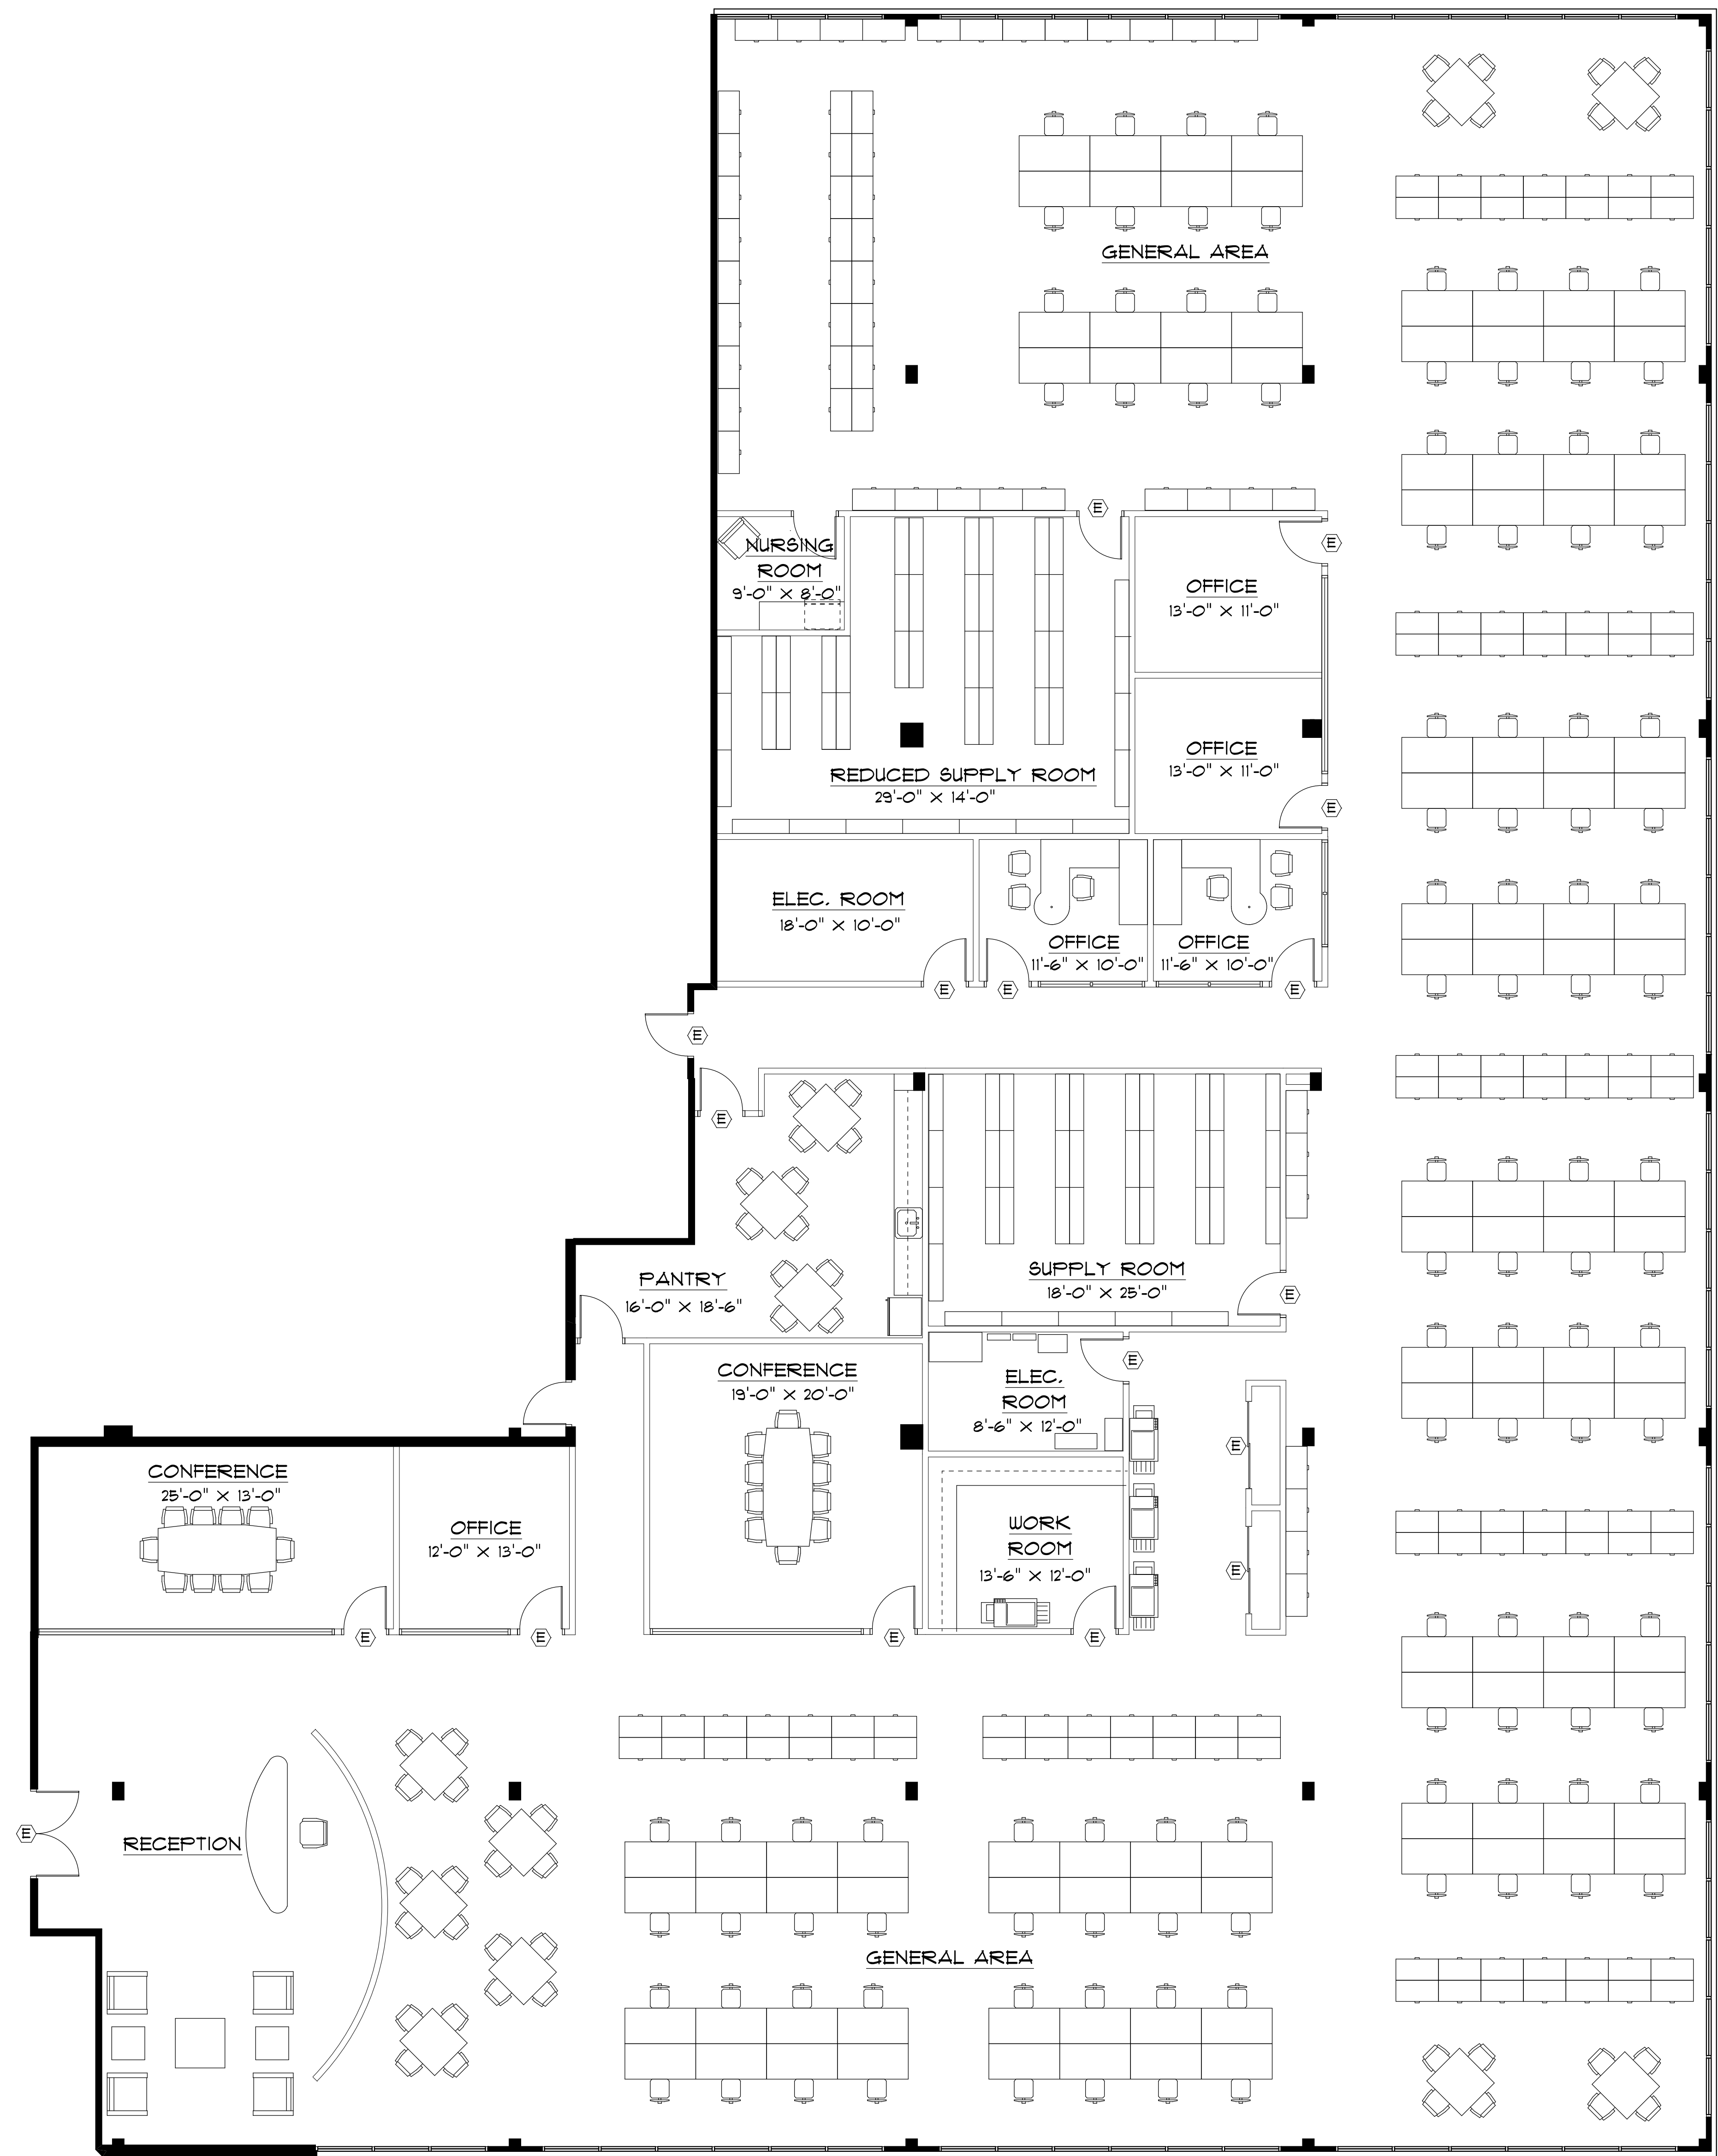 GENERAL AREA
NURSING
ROOM
9'-0" X 8'-0"
OFFICE
13'-0" X 11'-0"
OFFICE
13'-0" X 11'-0"
REDUCED SUPPLY ROOM
29'-0" X 14'-0"
ELEC. ROOM
18'-0" X 10'-0"
OFFICE
11'-6" X 10'-0"
OFFICE
11'-6" X 10'-0"
PANTRY
16'-0" X 18'-6"
SUPPLY ROOM
18'-0" X 25'-0"
CONFERENCE
19'-0" X 20'-0"
ELEC.
ROOM
8'-6" X 12'-0"
CONFERENCE
25'-0" X 13'-0"
OFFICE
12'-0" X 13'-0"
WORK
ROOM
13'-6" X 12'-0"
RECEPTION
GENERAL AREA